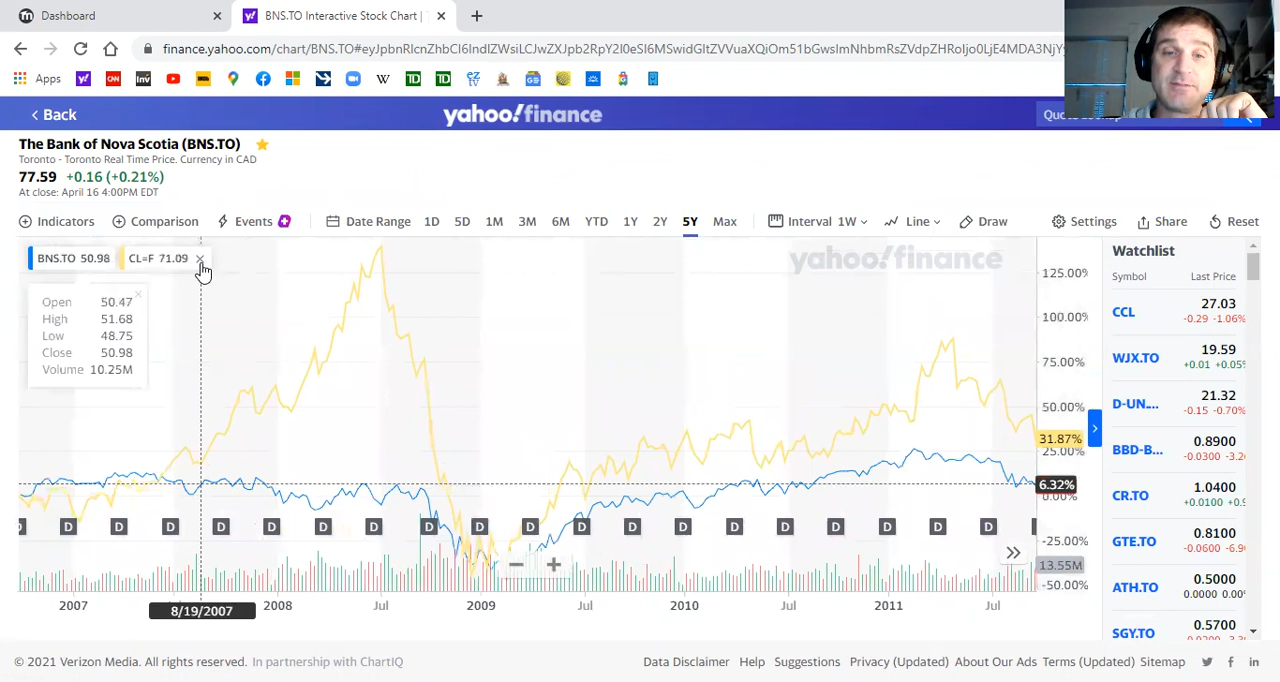 Dashboard
BNS.TO Interactive Stock Chart |
finance.yahoo.com/chart/BNS.TO#
Apps
Back
yahoo!finance
Quote Lookup
The Bank of Nova Scotia (BNS.TO)
Toronto - Toronto Real Time Price. Currency in CAD
77.59 +0.16 (+0.21%)
At close: April 16 4:00PM EDT
Indicators Comparison Events Date Range 1D 5D 1M 3M 6M YTD 1Y 2Y 5Y Max Interval 1W Line Draw Settings Share Reset
BNS.TO 50.98 CL=F 71.09
yahoo!finance
Open 50.47
High 51.68
Low 48.75
Close 50.98
Volume 10.25M
125.00%
100.00%
75.00%
50.00%
31.87%
25.00%
6.32%
0.00%
D D D D D D D D D D D D D D D D D D D
-25.00%
13.55M
-50.00%
2007 8/19/2007 2008 Jul 2009 Jul 2010 Jul 2011 Jul
Watchlist
Symbol Last Price
CCL 27.03
-0.29 -1.06%
WJX.TO 19.59
+0.01 +0.05%
D-UN.... 21.32
-0.15 -0.70%
BBD-B... 0.8900
-0.0300
CR.TO 1.0400
+0.0100
GTE.TO 0.8100
-0.0600
ATH.TO 0.5000
0.0000
SGY.TO 0.5700
© 2021 Verizon Media. All rights reserved. In partnership with ChartIQ
Data Disclaimer Help Suggestions Privacy (Updated) About Our Ads Terms (Updated) Sitemap